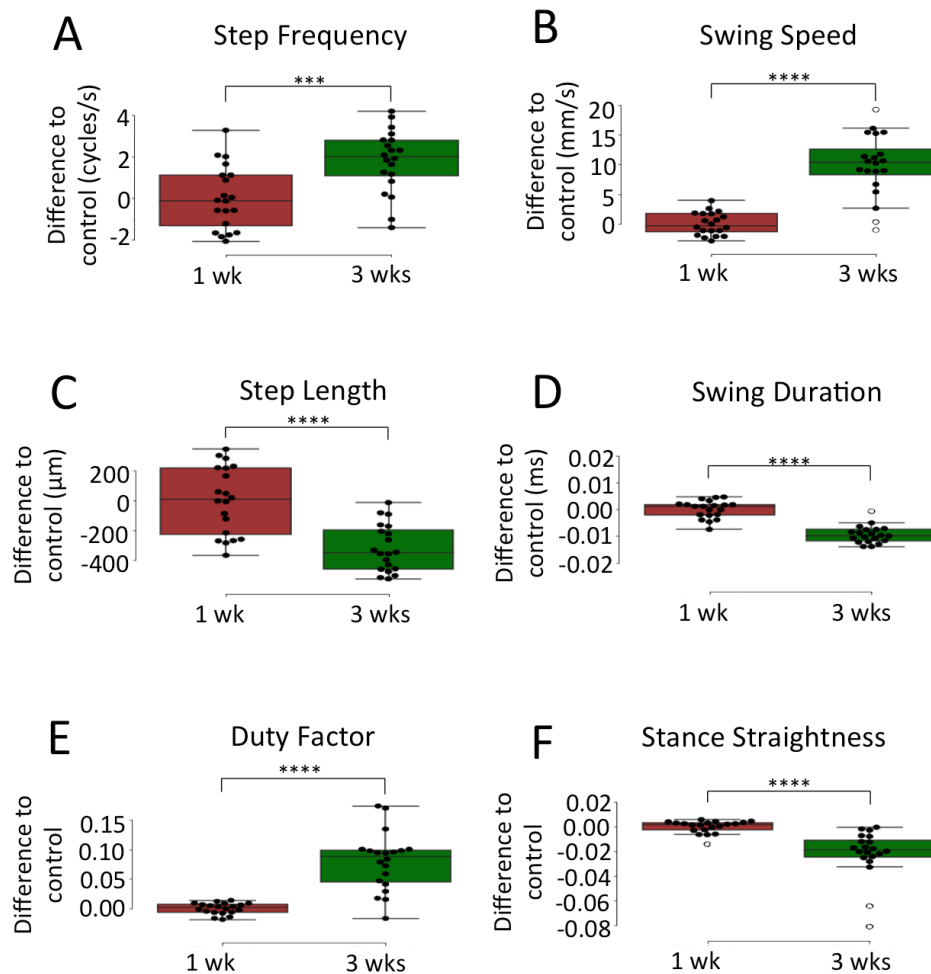 A
Step Frequency
***
Difference to
control (cycles/s)
4
2
0
-2
1 wk
3 wks
B
Swing Speed
****
Difference to
control (mm/s)
20
15
10
5
0
1 wk
3 wks
C
Step Length
****
Difference to
control (µm)
200
0
-200
-400
1 wk
3 wks
D
Swing Duration
****
Difference to
control (ms)
0.02
0.01
0.00
-0.01
-0.02
1 wk
3 wks
E
Duty Factor
****
Difference to
control
0.15
0.10
0.05
0.00
1 wk
3 wks
F
Stance Straightness
****
Difference to
control
0.02
0.00
-0.02
-0.04
-0.06
-0.08
1 wk
3 wks